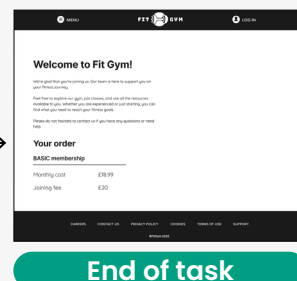 MENU
FIT GYM
LOG IN
Welcome to Fit Gym!
We're glad that you're joining us. Our team is here to support you on
your fitness journey.
Feel free to explore our gym, join classes, and use all the resources
available to you. Whether you are experienced or just starting, you can
find what you need to reach your fitness goals.
Please do not hesitate to contact us if you have any questions or need
help.
Your order
BASIC membership
Monthly cost £18.99
Joining fee £20
CAREERS CONTACT US PRIVACY POLICY COOKIES TERMS OF USE SUPPORT
End of task